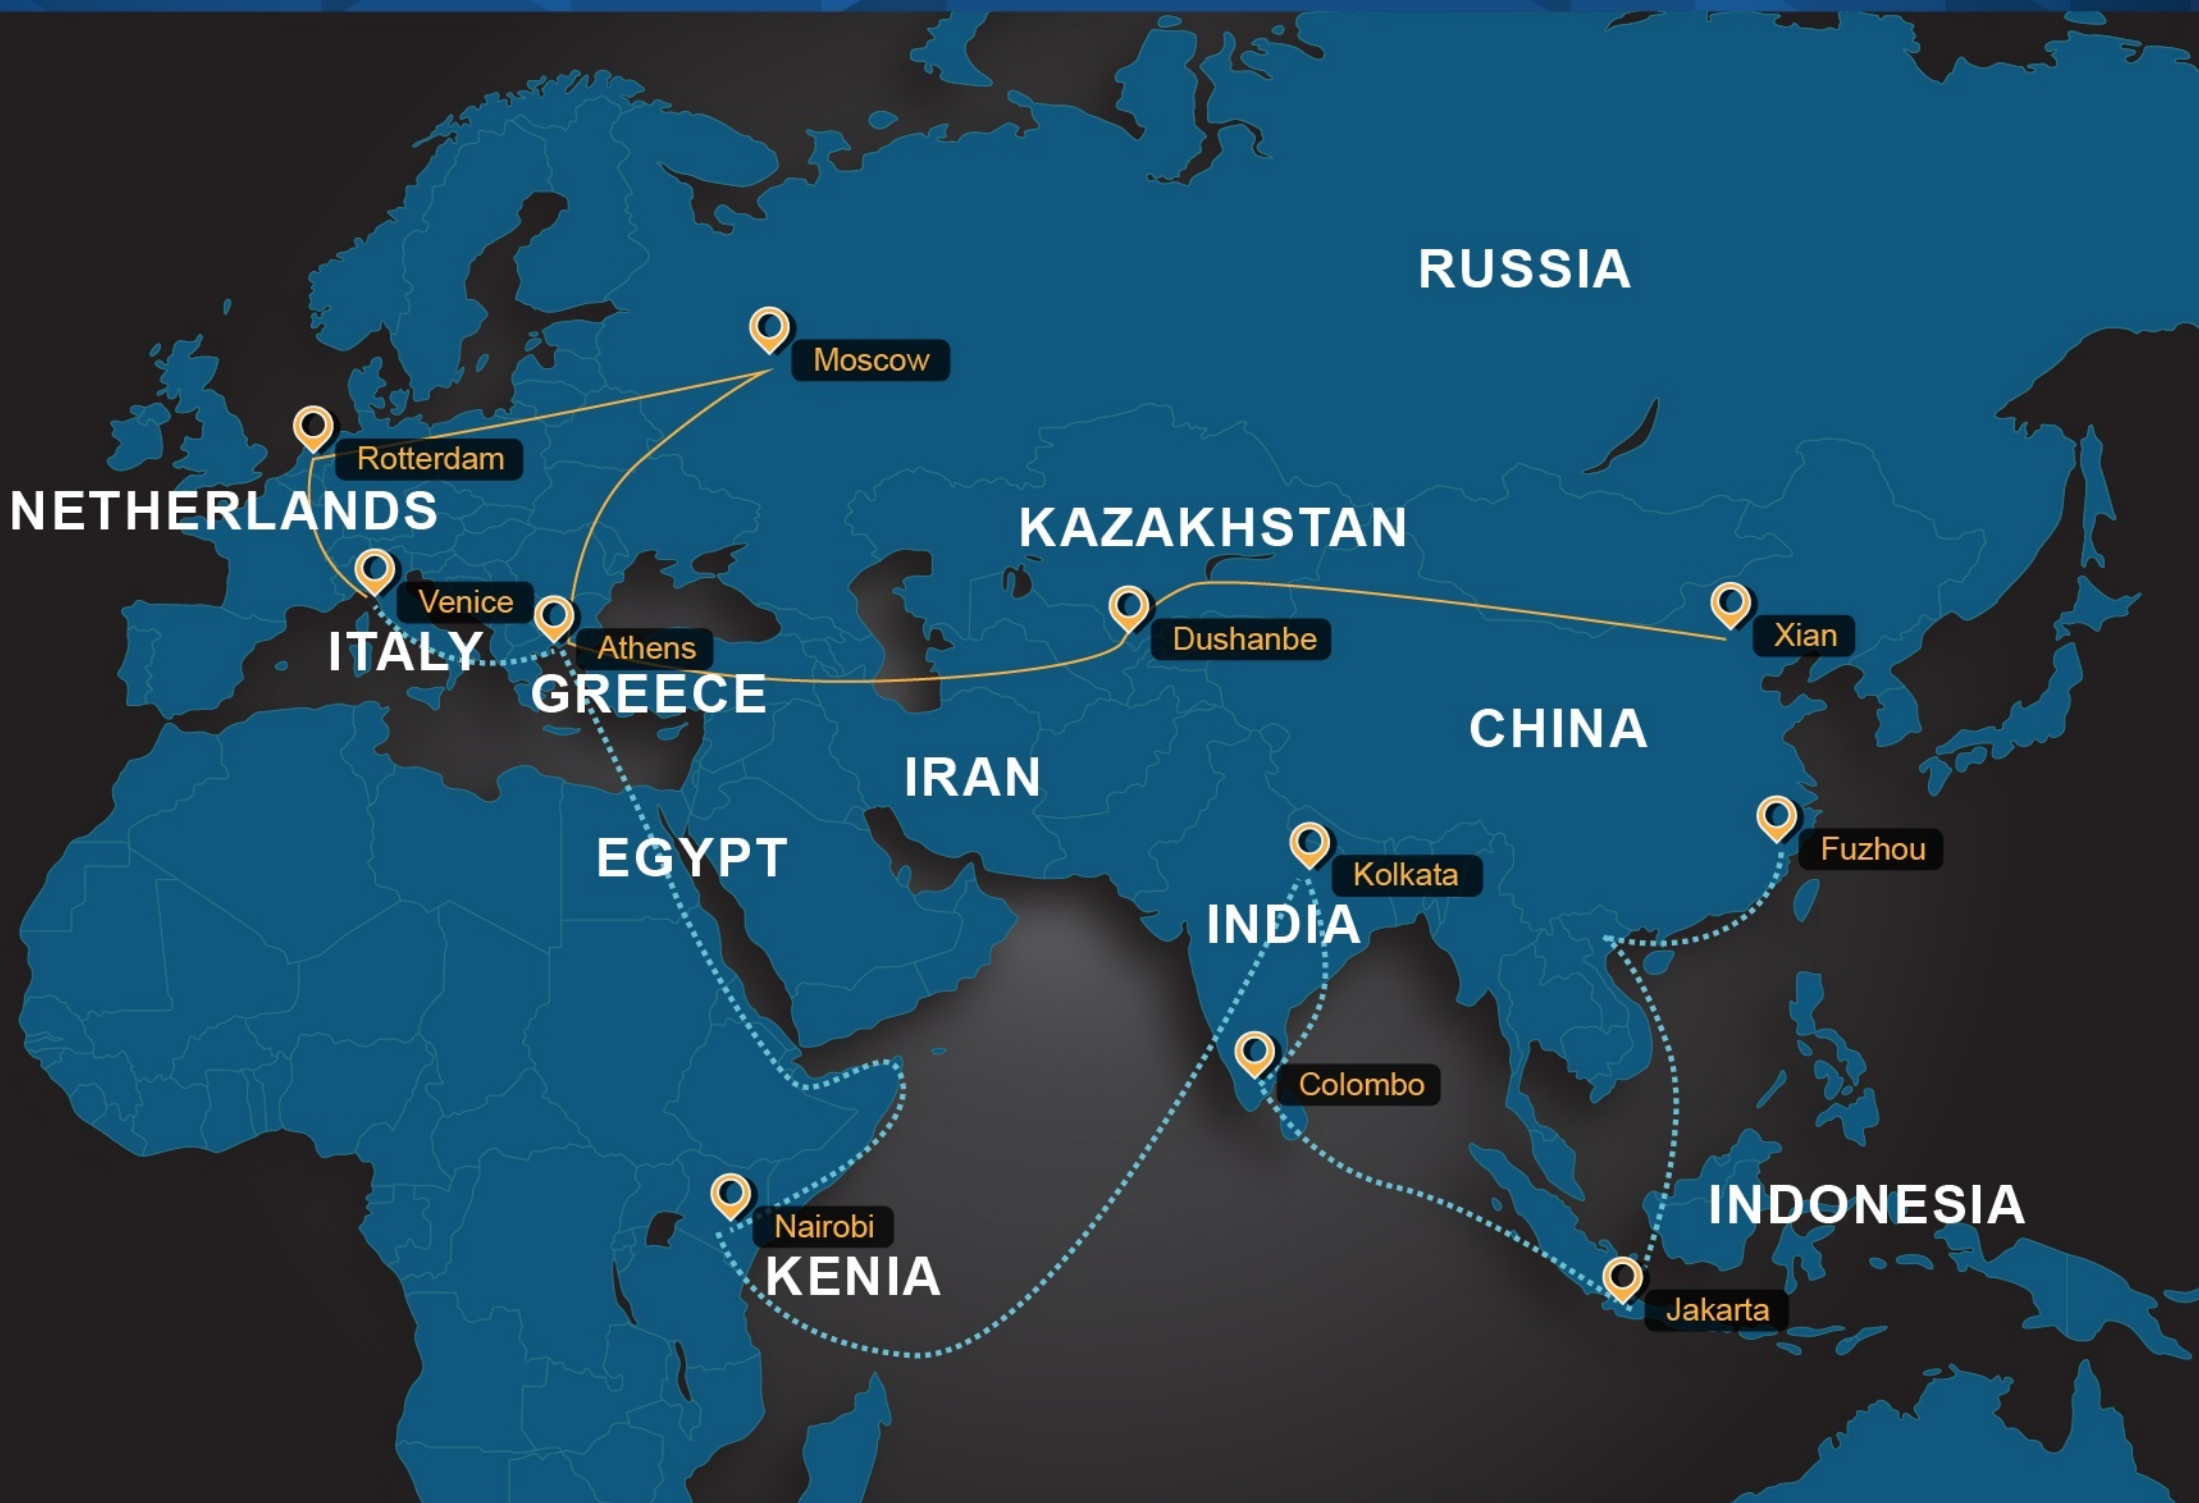 RUSSIA
Moscow
Rotterdam
NETHERLANDS
KAZAKHSTAN
Venice
Athens
Dushanbe
Xian
ITALY
GREECE
CHINA
IRAN
EGYPT
Fuzhou
Kolkata
INDIA
Colombo
INDONESIA
Nairobi
KENIA
Jakarta